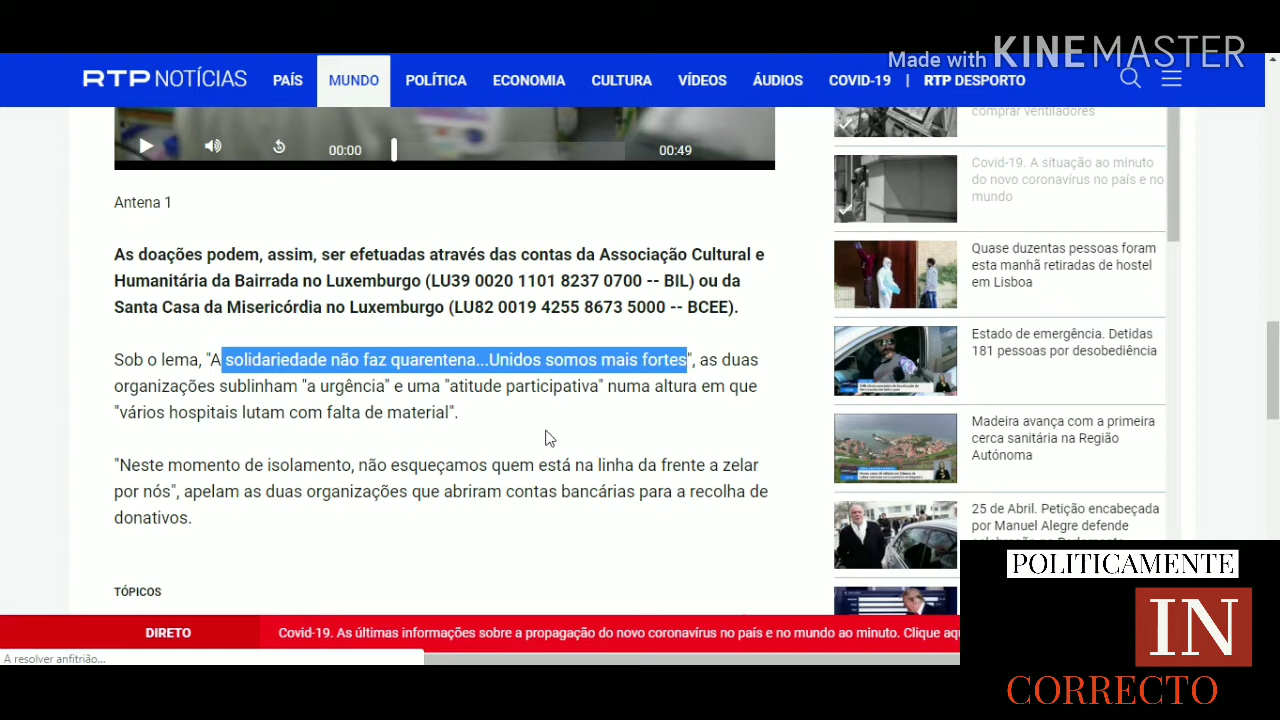 Made with KINEMASTER
RTP NOTÍCIAS PAÍS MUNDO POLÍTICA ECONOMIA CULTURA VÍDEOS ÁUDIOS COVID-19 | RTP DESPORTO
00:00 00:49
Antena 1
As doações podem, assim, ser efetuadas através das contas da Associação Cultural e
Humanitária da Bairrada no Luxemburgo (LU39 0020 1101 8237 0700 -- BIL) ou da
Santa Casa da Misericórdia no Luxemburgo (LU82 0019 4255 8673 5000 -- BCEE).
Sob o lema, "A solidariedade não faz quarentena...Unidos somos mais fortes", as duas
organizações sublinham "a urgência" e uma "atitude participativa" numa altura em que
"vários hospitais lutam com falta de material".
"Neste momento de isolamento, não esqueçamos quem está na linha da frente a zelar
por nós", apelam as duas organizações que abriram contas bancárias para a recolha de
donativos.
TÓPICOS
comprar ventiladores
Covid-19. A situação ao minuto
do novo coronavírus no país e no
mundo
Quase duzentas pessoas foram
esta manhã retiradas de hostel
em Lisboa
Estado de emergência. Detidas
181 pessoas por desobediência
Madeira avança com a primeira
cerca sanitária na Região
Autónoma
25 de Abril. Petição encabeçada
por Manuel Alegre defende
DIRETO Covid-19. As últimas informações sobre a propagação do novo coronavírus no país e no mundo ao minuto. Clique aqu
A resolver anfitrião...
POLITICAMENTE
IN
CORRECTO